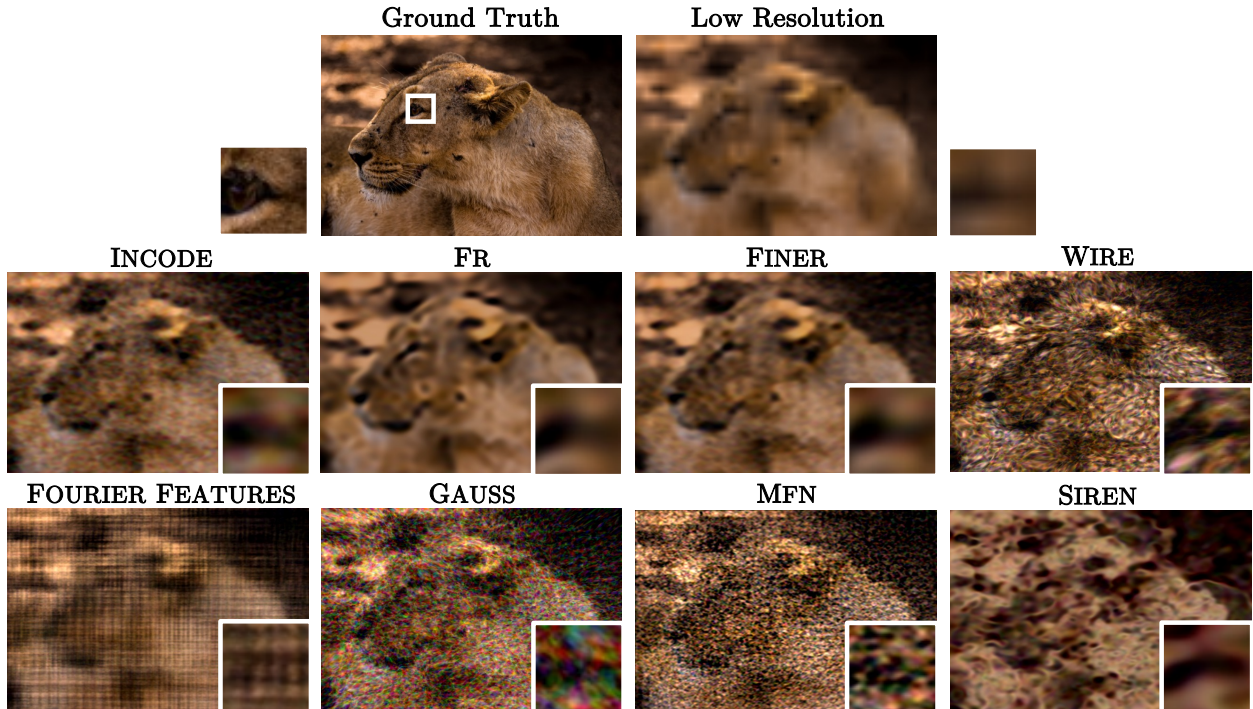 Ground Truth
Low Resolution
INCODE
FR
FINER
WIRE
FOURIER FEATURES
GAUSS
MFN
SIREN